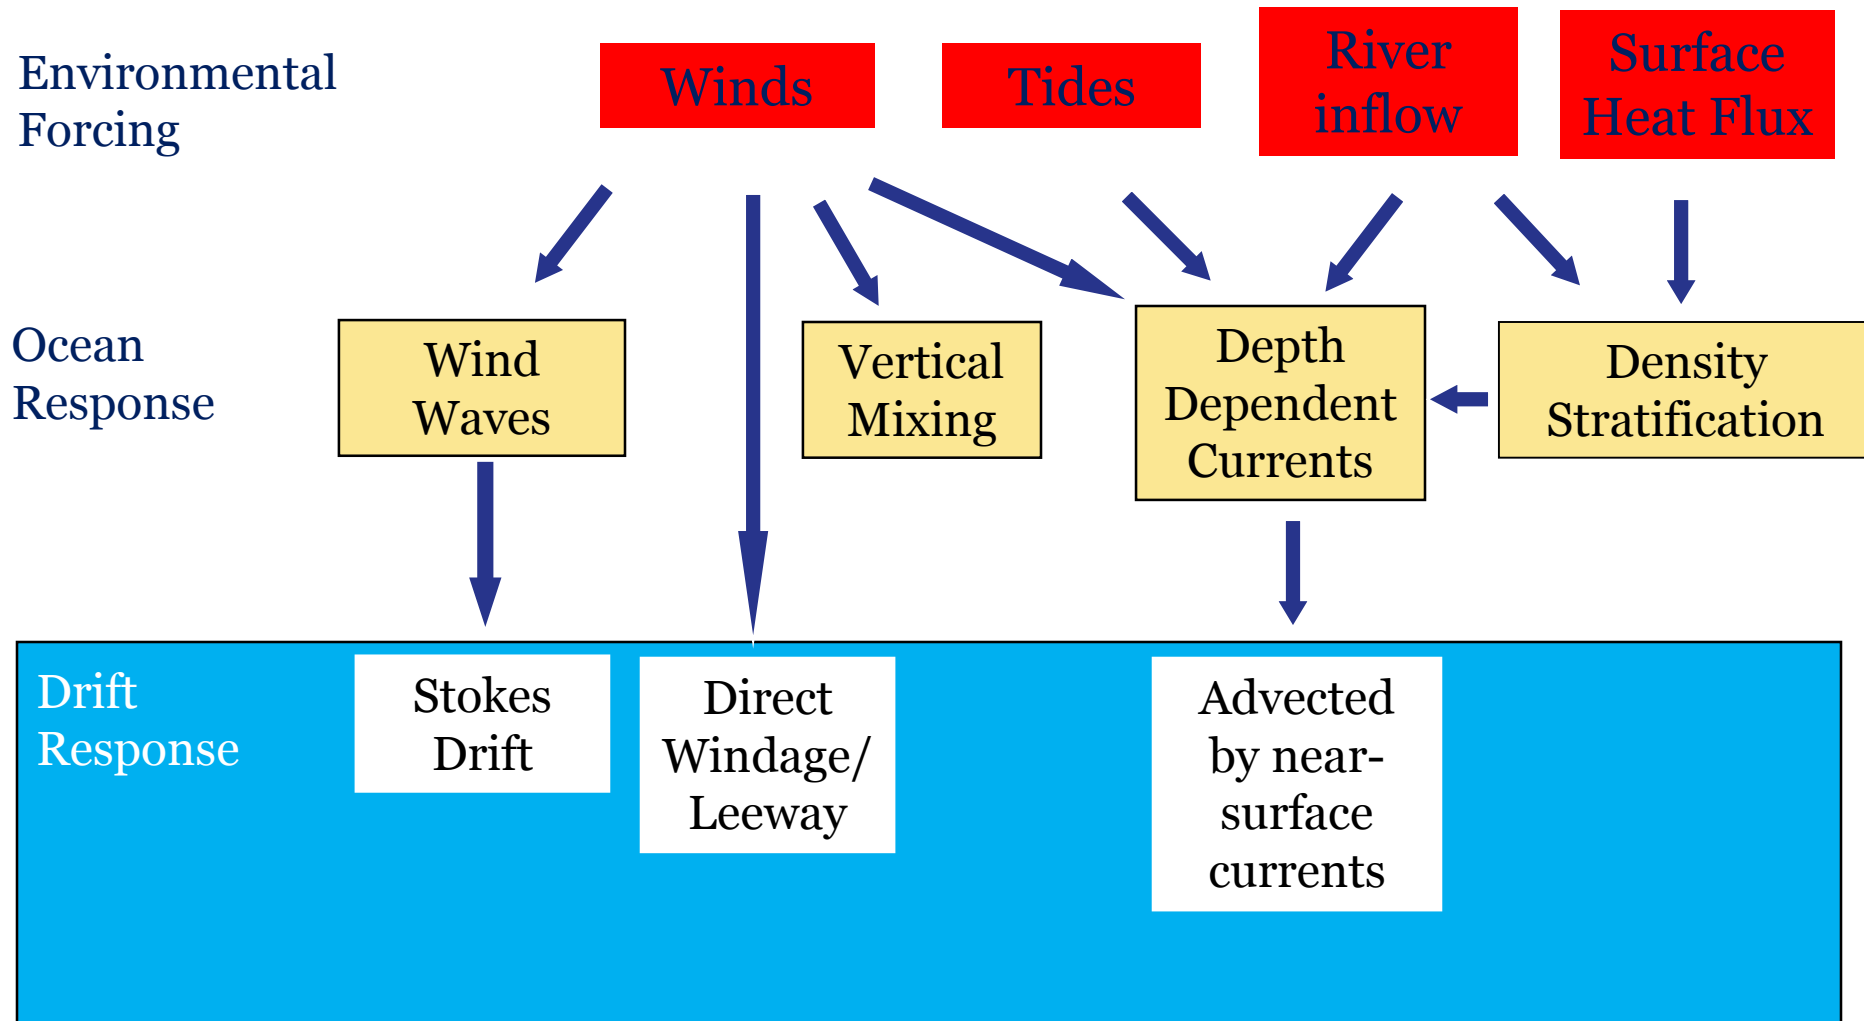 Environmental
Forcing
Winds
Tides
River
inflow
Surface
Heat Flux
Ocean
Response
Wind
Waves
Vertical
Mixing
Depth
Dependent
Currents
Density
Stratification
Drift
Response
Stokes
Drift
Direct
Windage/
Leeway
Advected
by near-
surface
currents